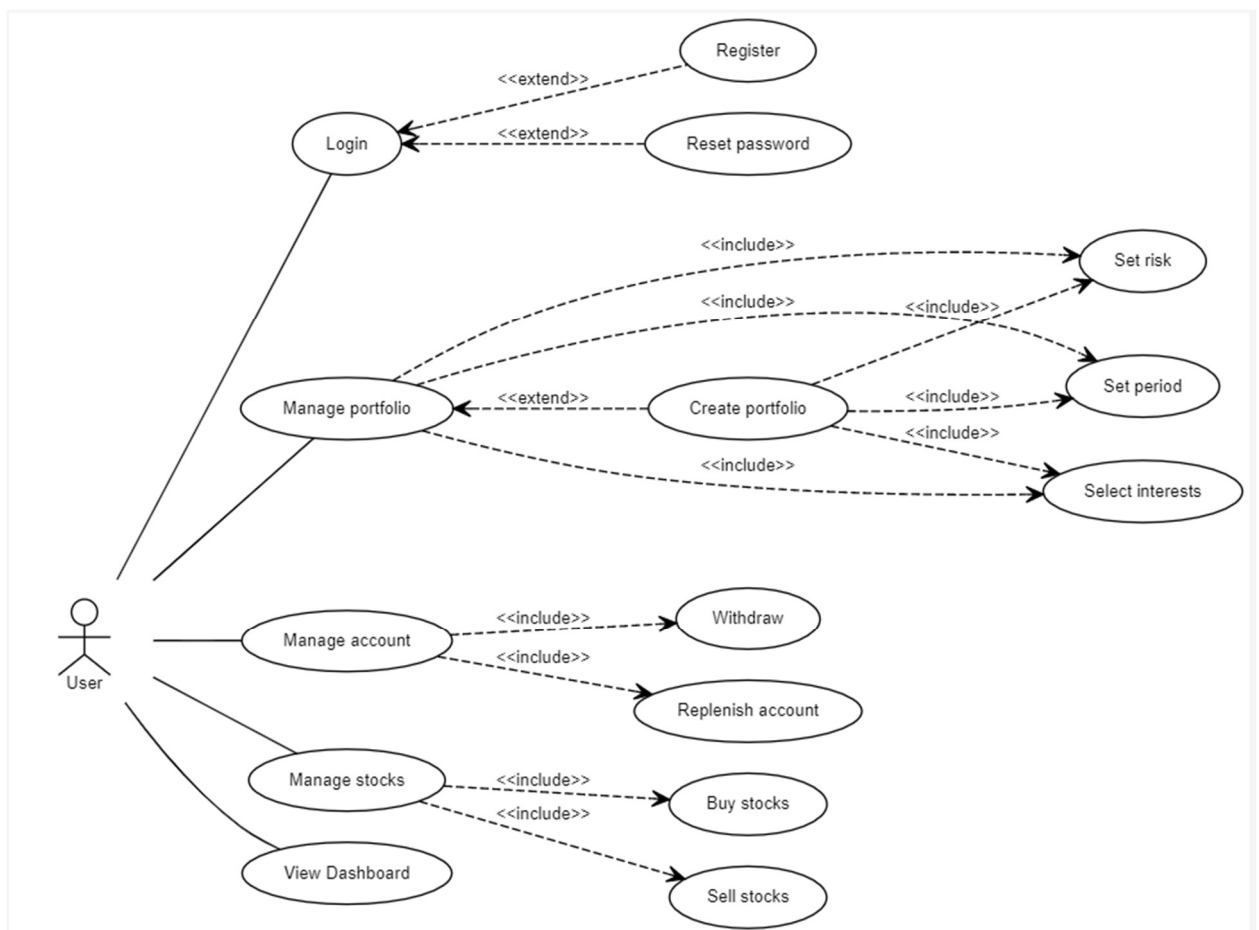 Register
<<extend>>
Login
<<extend>>
Reset password
<<include>>
Set risk
<<include>>
<<include>>
Set period
Manage portfolio
<<extend>>
Create portfolio
<<include>>
<<include>>
<<include>>
Select interests
Manage account
<<include>>
Withdraw
<<include>>
Replenish account
User
Manage stocks
<<include>>
Buy stocks
<<include>>
View Dashboard
Sell stocks